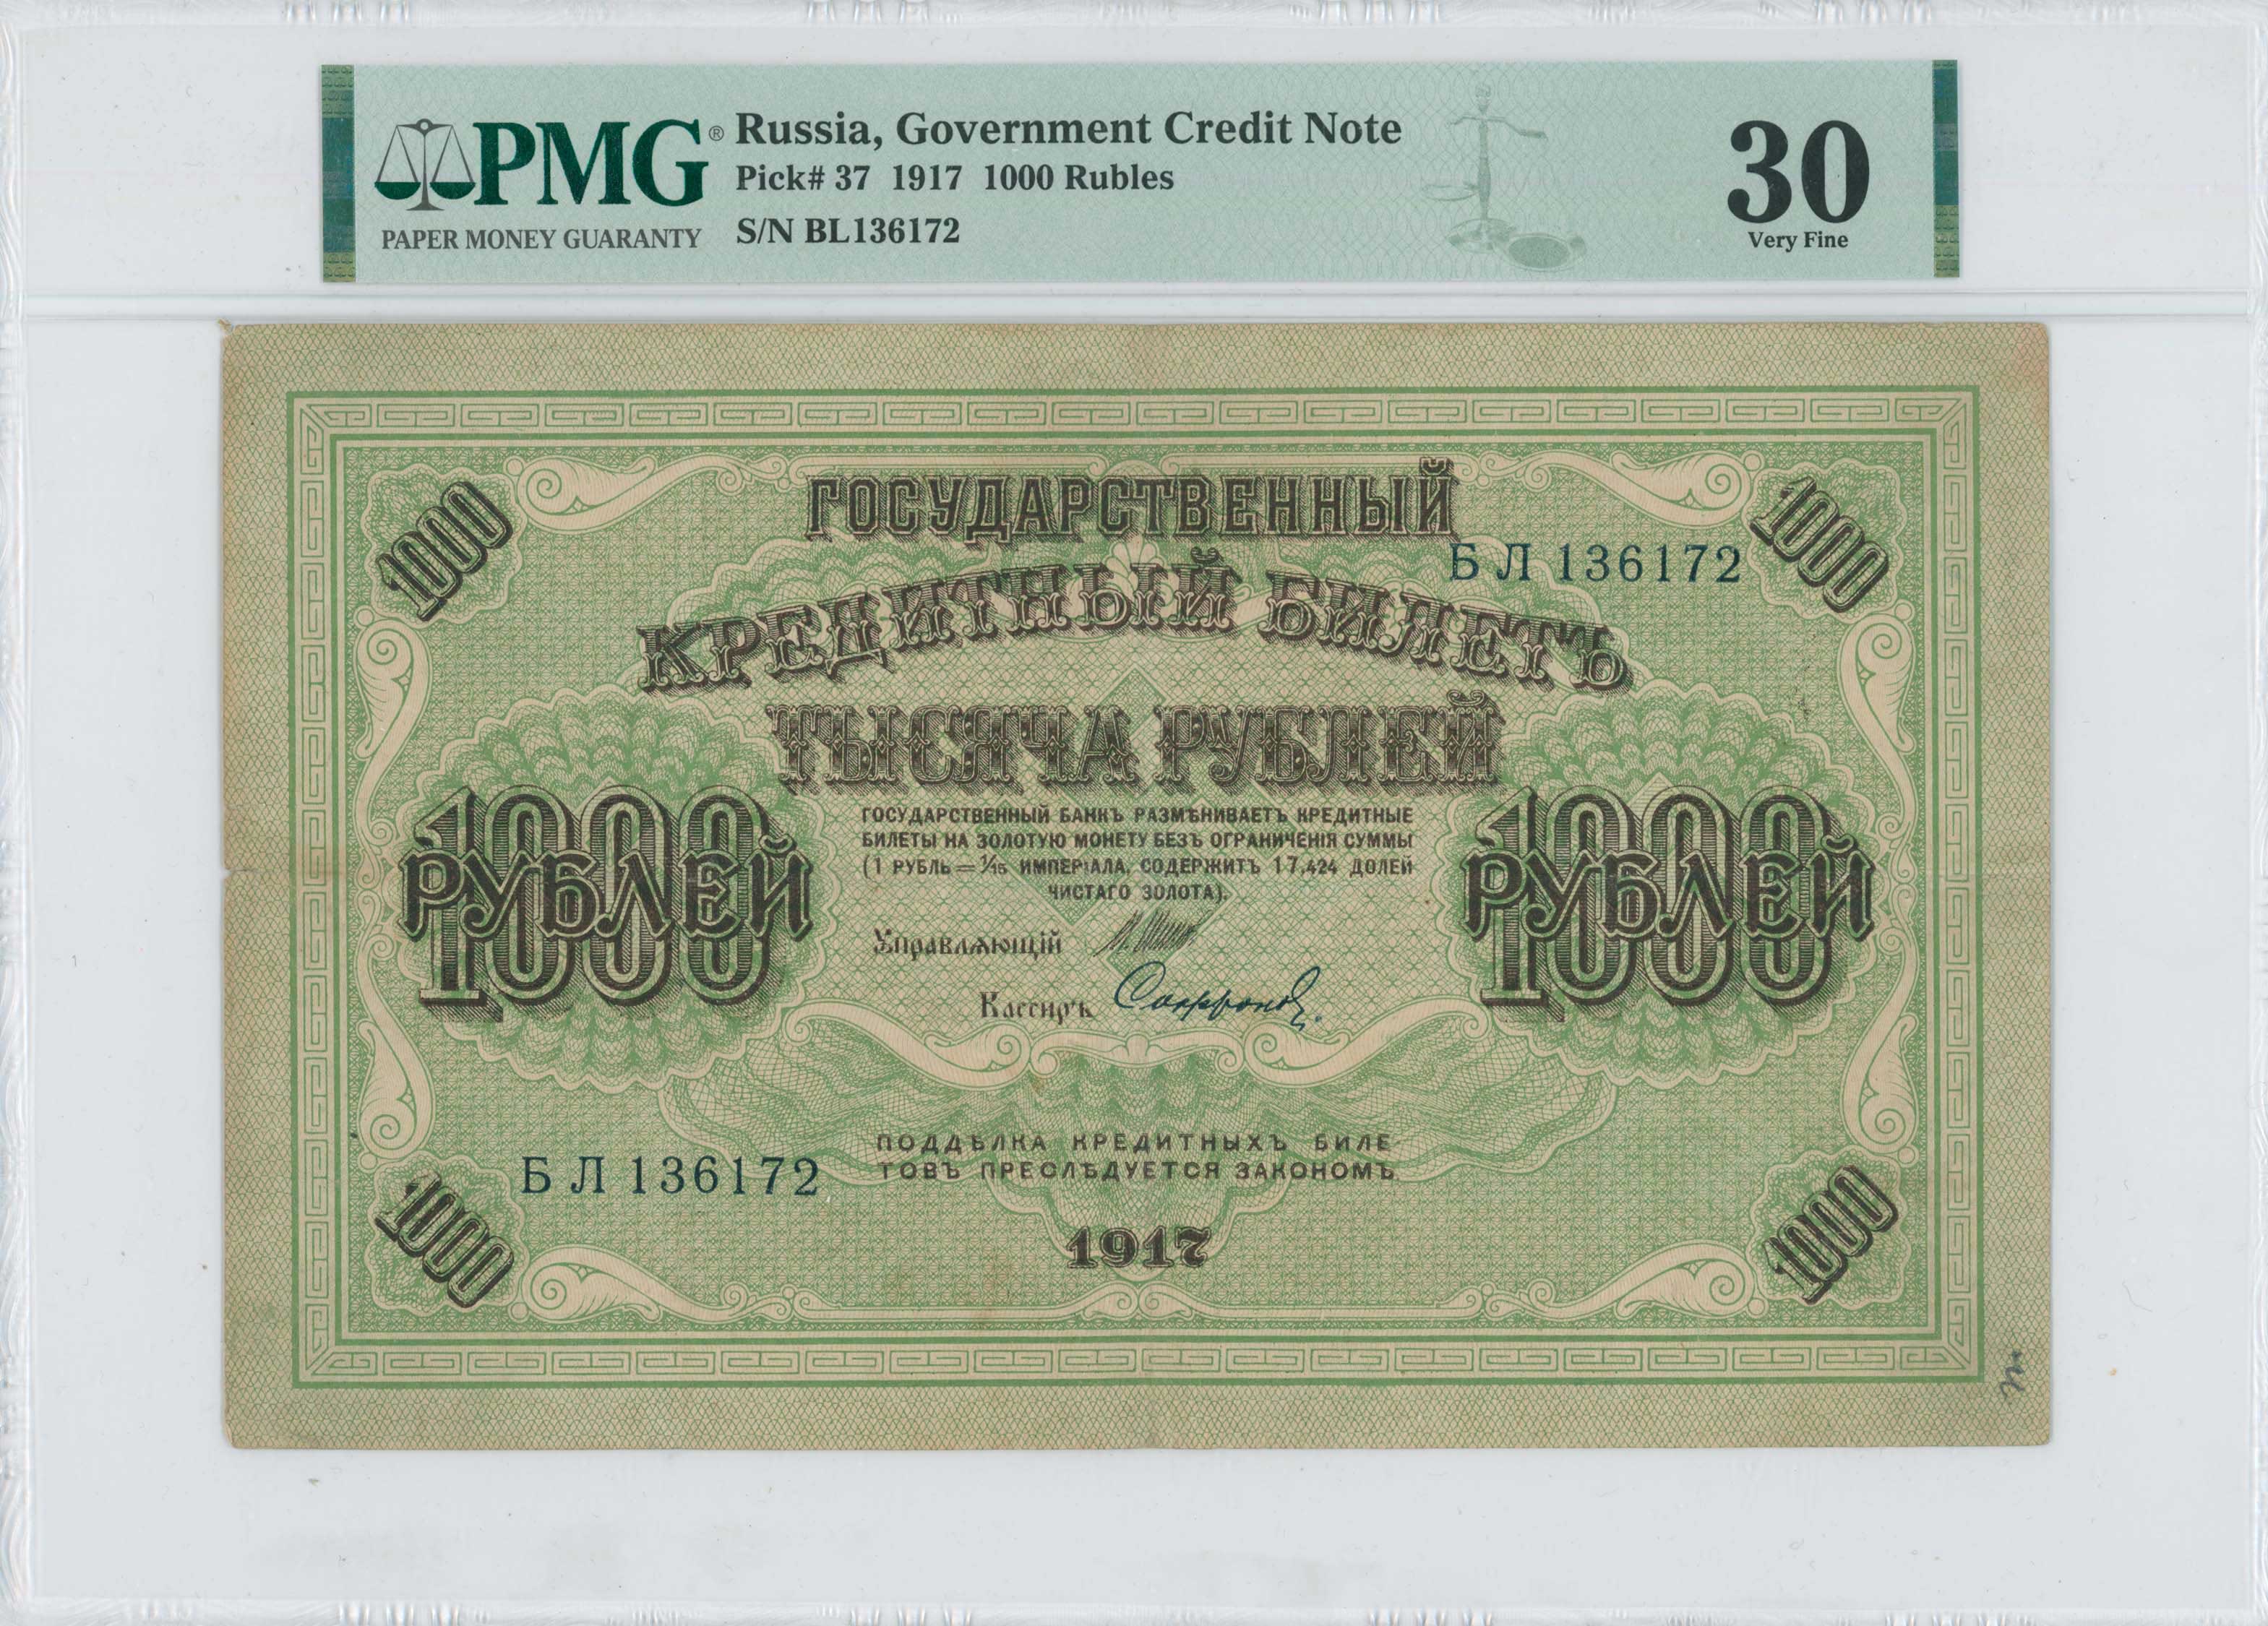 PMG®
PAPER MONEY GUARANTY
Russia, Government Credit Note
Pick# 37 1917 1000 Rubles
S/N BL136172
30
Very Fine
1000
1000
ГОСУДАРСТВЕННЫЙ
БЛ 136172
КРЕДИТНЫЙ БИЛЕТЪ
ТЫСЯЧА РУБЛЕЙ
1000
РУБЛЕЙ
1000
РУБЛЕЙ
ГОСУДАРСТВЕННЫЙ БАНКЪ РАЗМѢНИВАЕТЪ КРЕДИТНЫЕ
БИЛЕТЫ НА ЗОЛОТУЮ МОНЕТУ БЕЗЪ ОГРАНИЧЕНІЯ СУММЫ
(1 РУБЛЬ = 1/15 ИМПЕРІАЛА, СОДЕРЖИТЪ 17,424 ДОЛЕЙ
ЧИСТАГО ЗОЛОТА).
Управляющій
Кассиръ Сафронов
ПОДДѢЛКА КРЕДИТНЫХЪ БИЛЕ
ТОВЪ ПРЕСЛѢДУЕТСЯ ЗАКОНОМЪ
БЛ 136172
1917
1000
1000